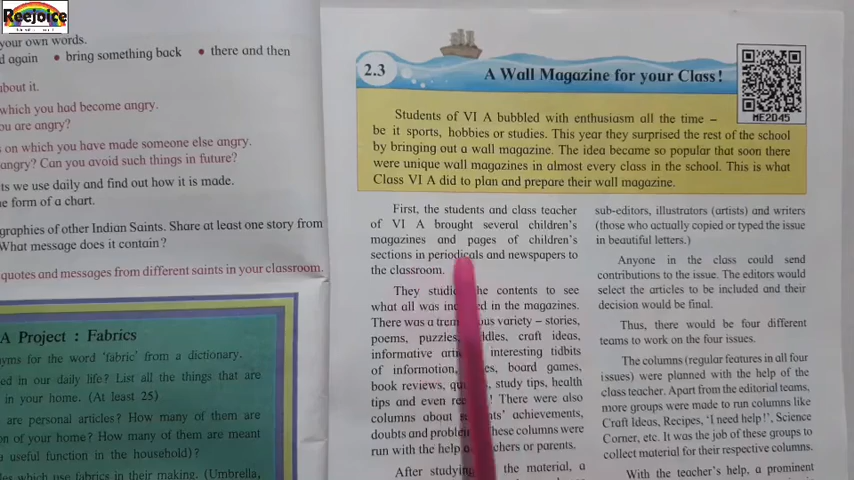 Reejoice
your own words.
d again • bring something back • there and then
about it.
which you had become angry.
ou are angry?
s on which you have made someone else angry.
angry? Can you avoid such things in future?
ts we use daily and find out how it is made.
e form of a chart.
graphies of other Indian Saints. Share at least one story from
What message does it contain?
quotes and messages from different saints in your classroom.
A Project : Fabrics
nyms for the word 'fabric' from a dictionary.
ed in our daily life? List all the things that are
in your home. (At least 25)
are personal articles? How many of them are
on of your home? How many of them are meant
a useful function in the household)?
les which use fabrics in their making. (Umbrella,
2.3
A Wall Magazine for your Class!
ME2D45
Students of VI A bubbled with enthusiasm all the time –
be it sports, hobbies or studies. This year they surprised the rest of the school
by bringing out a wall magazine. The idea became so popular that soon there
were unique wall magazines in almost every class in the school. This is what
Class VI A did to plan and prepare their wall magazine.
First, the students and class teacher
of VI A brought several children's
magazines and pages of children's
sections in periodicals and newspapers to
the classroom.
They the contents to see
what all was in the magazines.
There was a variety – stories,
poems, puzzles, craft ideas,
informative interesting tidbits
of information, board games,
book reviews, study tips, health
tips and even There were also
columns about achievements,
doubts and These columns were
run with the help or parents.
After the material, a
sub-editors, illustrators (artists) and writers
(those who actually copied or typed the issue
in beautiful letters.)
Anyone in the class could send
contributions to the issue. The editors would
select the articles to be included and their
decision would be final.
Thus, there would be four different
teams to work on the four issues.
The columns (regular features in all four
issues) were planned with the help of the
class teacher. Apart from the editorial teams,
more groups were made to run columns like
Craft Ideas, Recipes, 'I need help!', Science
Corner, etc. It was the job of these groups to
collect material for their respective columns.
With the teacher's help, a prominent